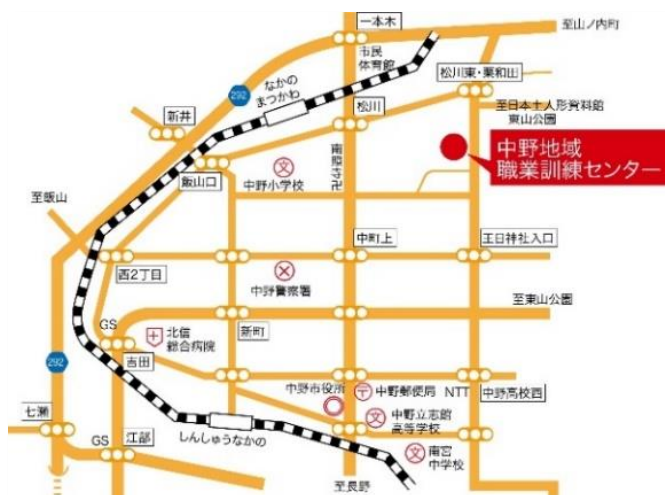 一本木
至山ノ内町
市民
体育館
なかの
まつかわ
松川東・栗和田
292
新井
松川
至日本土人形資料館
東山公園
中野地域
職業訓練センター
飯山口
中野小学校
至飯山
中町上
王日神社入口
西2丁目
中野警察署
至東山公園
GS
北信
総合病院
新町
292
吉田
中野市役所
中野郵便局
NTT
中野高校西
七瀬
中野立志館
高等学校
GS
江部
しんしゅうなかの
南宮
中学校
至長野